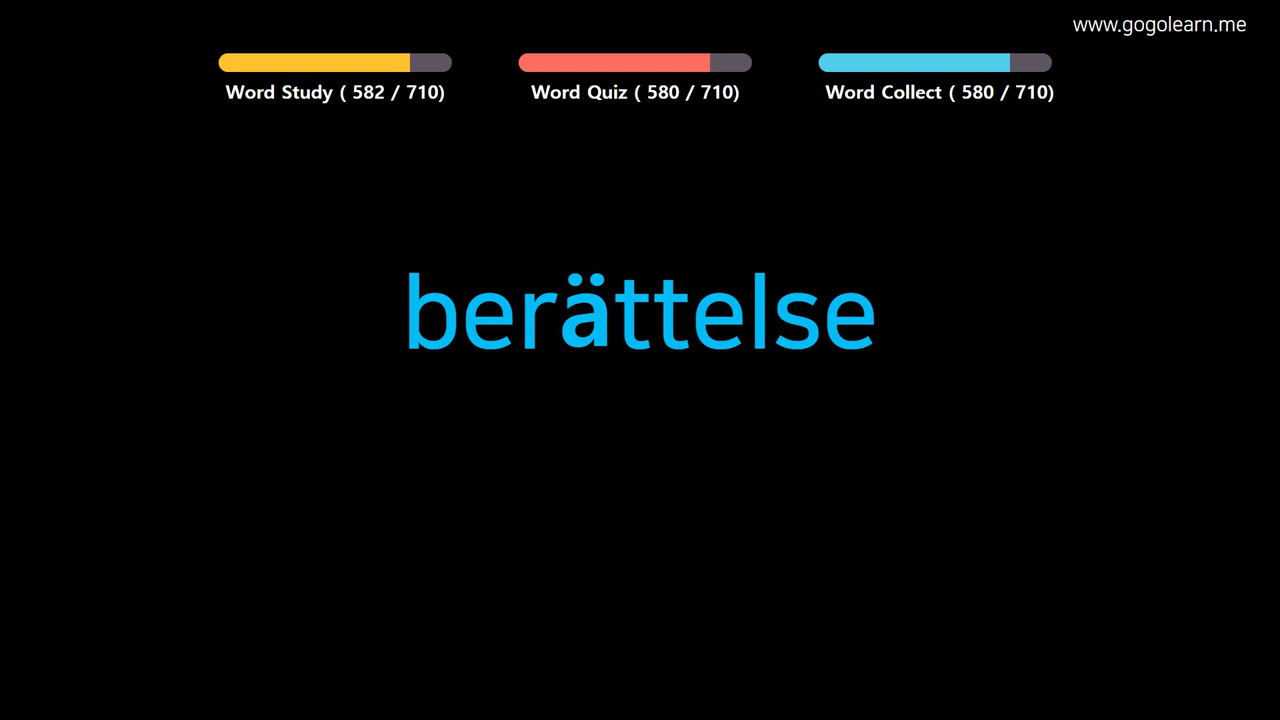 www.gogolearn.me
Word Study ( 582 / 710)
Word Quiz ( 580 / 710)
Word Collect ( 580 / 710)
berättelse